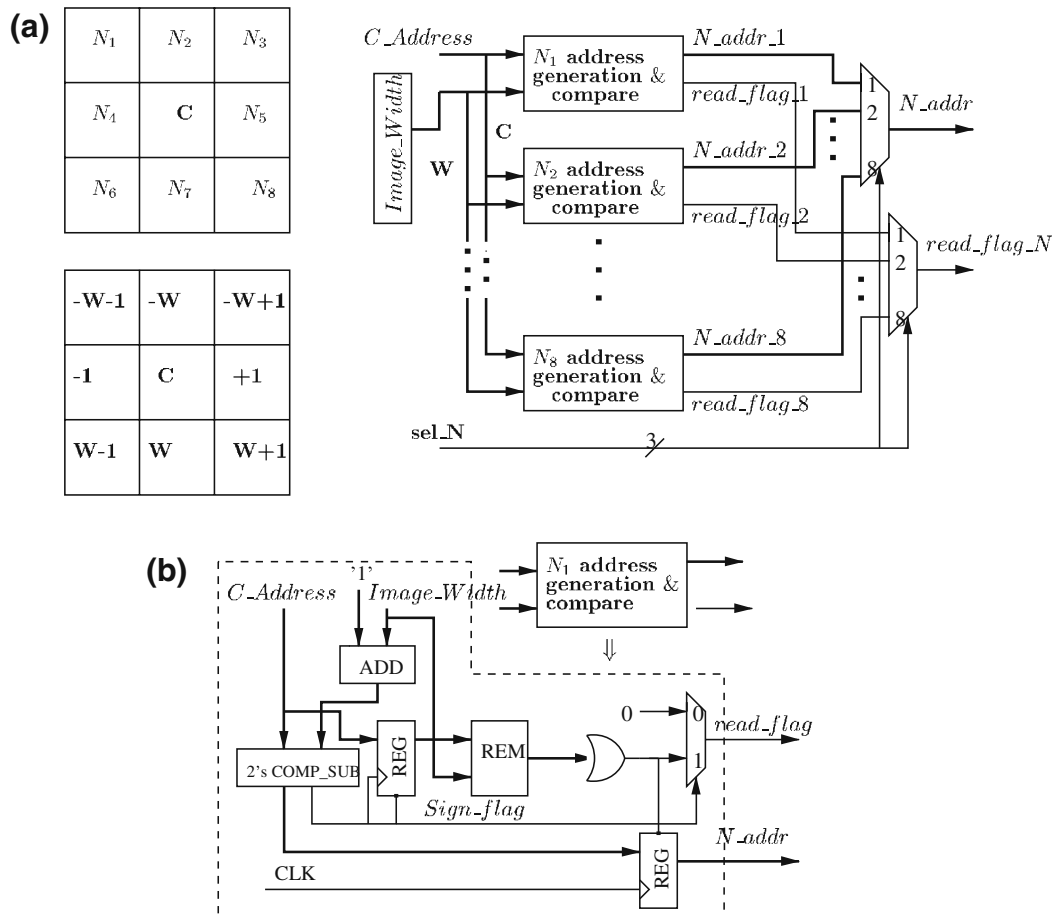 (a)
N₁ N₂ N₃
N₄ C N₅
N₆ N₇ N₈
-W-1 -W -W+1
-1 C +1
W-1 W W+1
C_Address
Image_Width
W
C
N₁ address
generation &
compare
N_addr_1
read_flag_1
N₂ address
generation &
compare
N_addr_2
read_flag_2
N₈ address
generation &
compare
N_addr_8
read_flag_8
sel_N
3
1
2
8
N_addr
1
2
8
read_flag_N
(b)
C_Address
'1'
Image_Width
N₁ address
generation &
compare
⇓
ADD
2's COMP_SUB
REG
REM
Sign_flag
0
0
1
read_flag
REG
N_addr
CLK